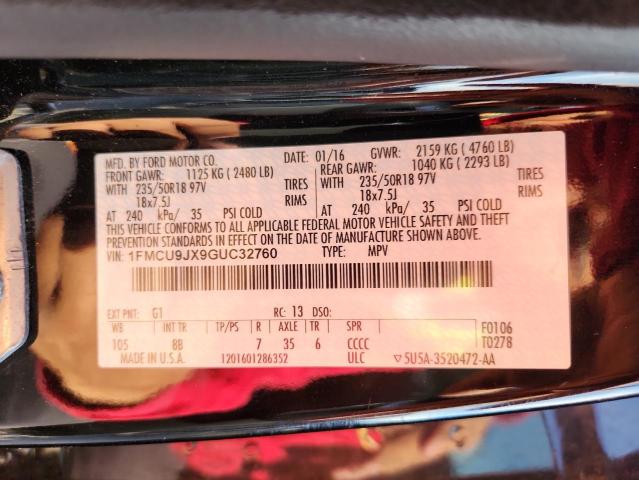 MFD. BY FORD MOTOR CO.
DATE: 01/16 GVWR: 2159 KG ( 4760 LB)
FRONT GAWR: 1125 KG ( 2480 LB) REAR GAWR: 1040 KG ( 2293 LB)
WITH 235/50R18 97V TIRES WITH 235/50R18 97V TIRES
18x7.5J RIMS 18x7.5J RIMS
AT 240 kPa/ 35 PSI COLD AT 240 kPa/ 35 PSI COLD
THIS VEHICLE CONFORMS TO ALL APPLICABLE FEDERAL MOTOR VEHICLE SAFETY AND THEFT
PREVENTION STANDARDS IN EFFECT ON THE DATE OF MANUFACTURE SHOWN ABOVE.
VIN: 1FMCU9JX9GUC32760 TYPE: MPV
EXT PNT: G1 RC: 13 DSO:
WB INT TR TP/PS R AXLE TR SPR F0106
105 8B 7 35 6 CCCC T0278
MADE IN U.S.A. 1201601286352 ULC ▽5U5A-3520472-AA